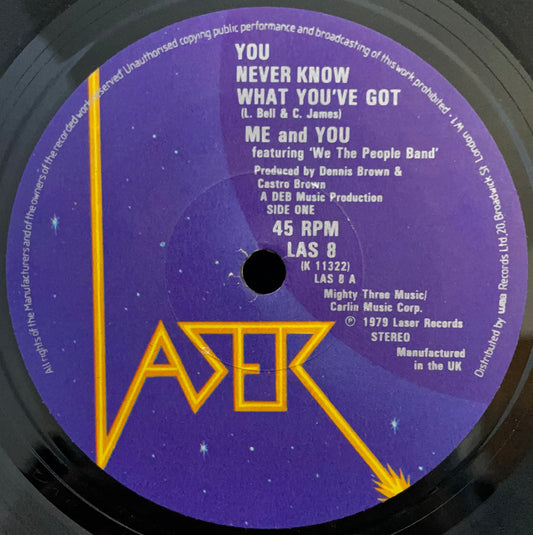 YOU
NEVER KNOW
WHAT YOU'VE GOT
(L. Bell & C. James)
ME and YOU
featuring 'We The People Band'
Produced by Dennis Brown &
Castro Brown
A DEB Music Production
SIDE ONE
45 RPM
LAS 8
(K 11322)
LAS 8 A
Mighty Three Music/
Carlin Music Corp.
℗ 1979 Laser Records
STEREO
Manufactured
in the UK
LASER
All rights of the Manufacturers and of the owners of the recorded work reserved. Unauthorised copying public performance and broadcasting of this work prohibited.
Distributed by wea Records Ltd, 20, Broadwick St. London W1.